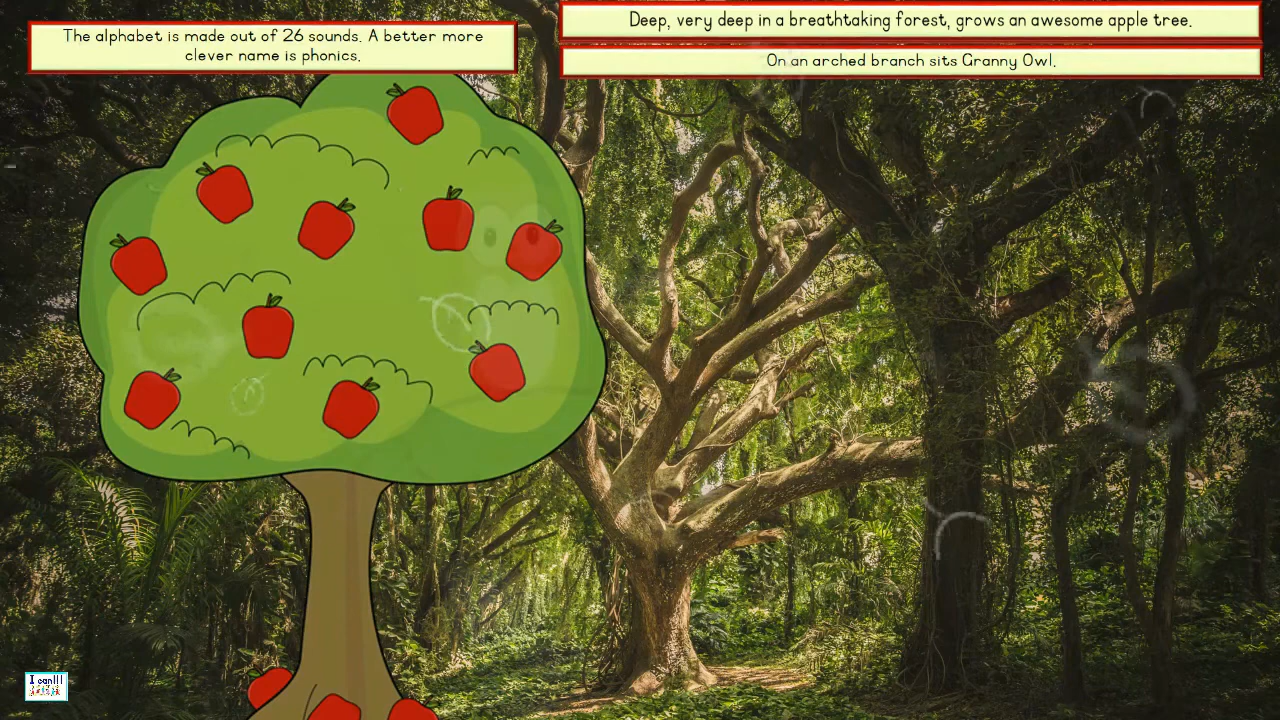 The alphabet is made out of 26 sounds. A better more
clever name is phonics.
Deep, very deep in a breathtaking forest, grows an awesome apple tree.
On an arched branch sits Granny Owl.
I can!!!